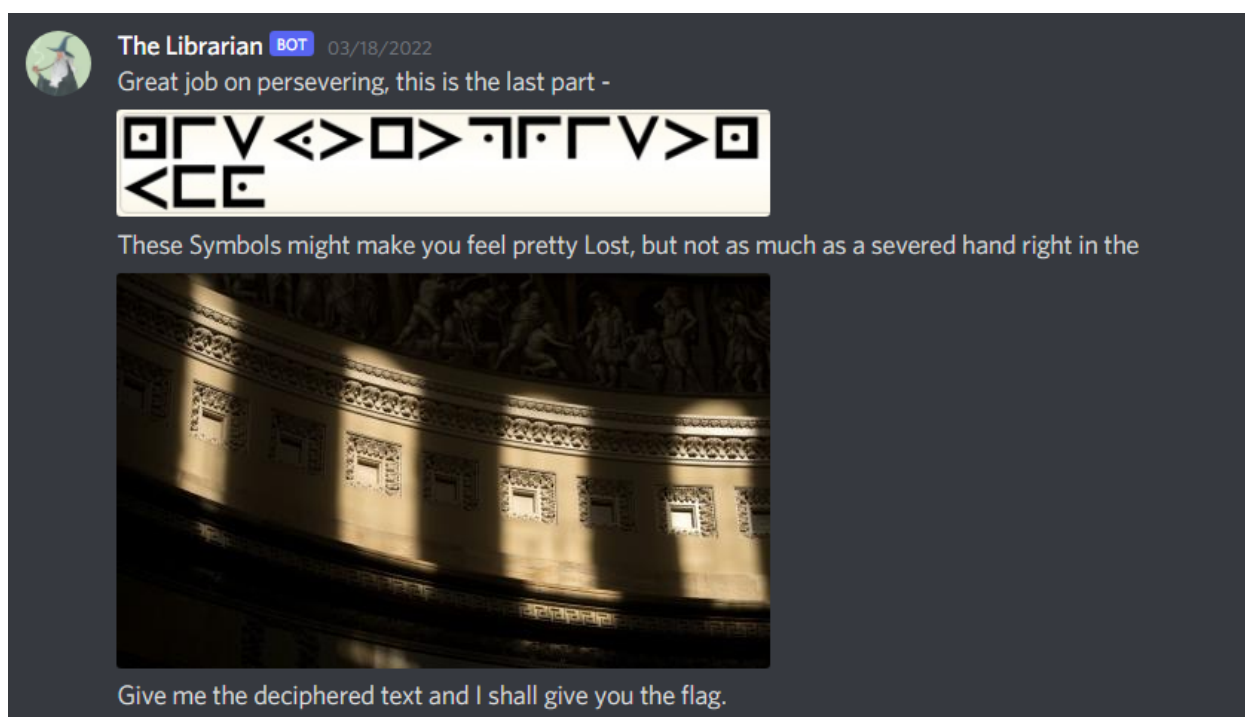 The Librarian BOT 03/18/2022
Great job on persevering, this is the last part -
These Symbols might make you feel pretty Lost, but not as much as a severed hand right in the
Give me the deciphered text and I shall give you the flag.